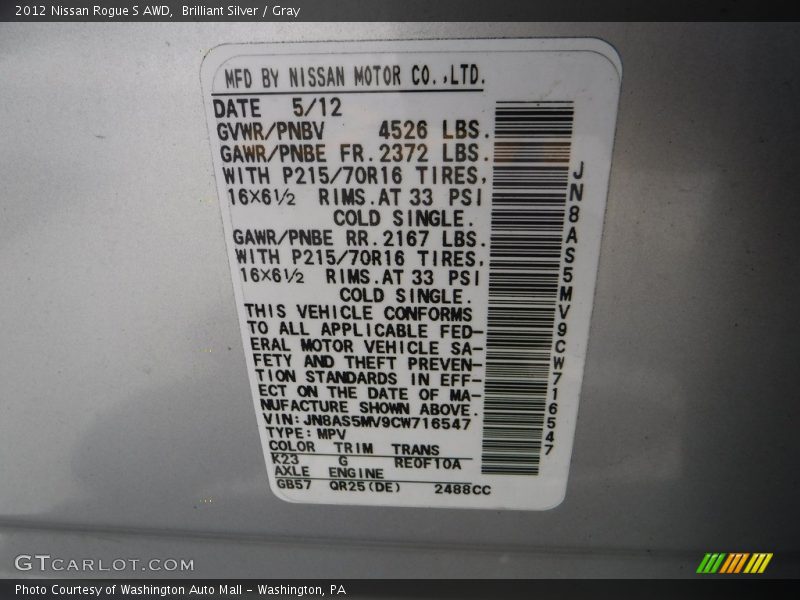 2012 Nissan Rogue S AWD,  Brilliant Silver / Gray
MFD BY NISSAN MOTOR CO.,LTD.
DATE 5/12
GVWR/PNBV 4526 LBS.
GAWR/PNBE FR.2372 LBS.
WITH P215/70R16 TIRES,
16X6½ RIMS.AT 33 PSI
COLD SINGLE.
GAWR/PNBE RR.2167 LBS.
WITH P215/70R16 TIRES,
16X6½ RIMS.AT 33 PSI
COLD SINGLE.
THIS VEHICLE CONFORMS
TO ALL APPLICABLE FED-
ERAL MOTOR VEHICLE SA-
FETY AND THEFT PREVEN-
TION STANDARDS IN EFF-
ECT ON THE DATE OF MA-
NUFACTURE SHOWN ABOVE.
VIN:JN8AS5MV9CW716547
TYPE:MPV
COLOR TRIM TRANS
K23 G RE0F10A
AXLE ENGINE
GB57 QR25(DE) 2488CC
JN8AS5MV9CW716547
GTCARLOT.COM
Photo Courtesy of Washington Auto Mall – Washington, PA